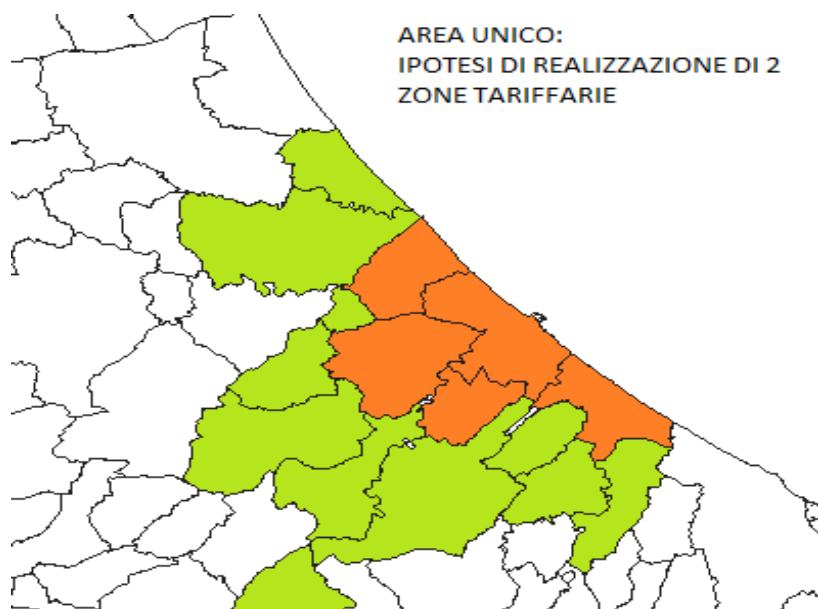 AREA UNICO:
IPOTESI DI REALIZZAZIONE DI 2
ZONE TARIFFARIE